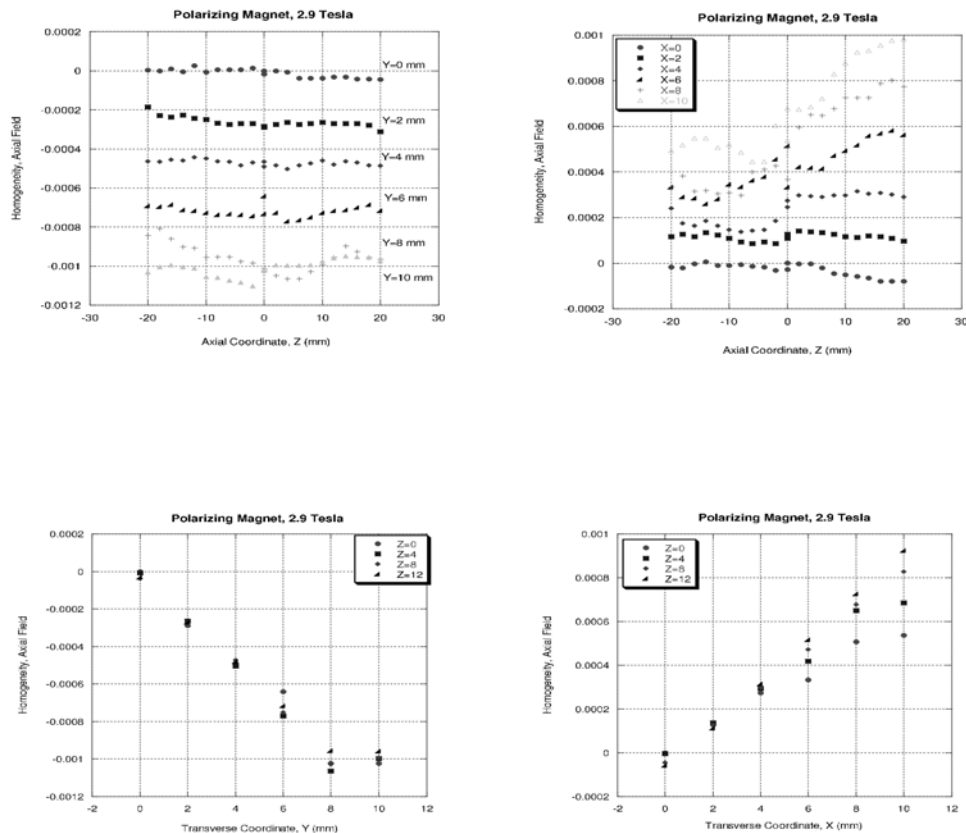 Polarizing Magnet, 2.9 Tesla
0.0002
0
-0.0002
-0.0004
-0.0006
-0.0008
-0.001
-0.0012
Homogeneity, Axial Field
Y=0 mm
Y=2 mm
Y=4 mm
Y=6 mm
Y=8 mm
Y=10 mm
-30 -20 -10 0 10 20 30
Axial Coordinate, Z (mm)
Polarizing Magnet, 2.9 Tesla
0.001
0.0008
0.0006
0.0004
0.0002
0
-0.0002
Homogeneity, Axial Field
X=0
X=2
X=4
X=6
X=8
X=10
-30 -20 -10 0 10 20 30
Axial Coordinate, Z (mm)
Polarizing Magnet, 2.9 Tesla
0.0002
0
-0.0002
-0.0004
-0.0006
-0.0008
-0.001
-0.0012
Homogeneity, Axial Field
Z=0
Z=4
Z=8
Z=12
-2 0 2 4 6 8 10 12
Transverse Coordinate, Y (mm)
Polarizing Magnet, 2.9 Tesla
0.001
0.0008
0.0006
0.0004
0.0002
0
-0.0002
Homogeneity, Axial Field
Z=0
Z=4
Z=8
Z=12
-2 0 2 4 6 8 10 12
Transverse Coordinate, X (mm)